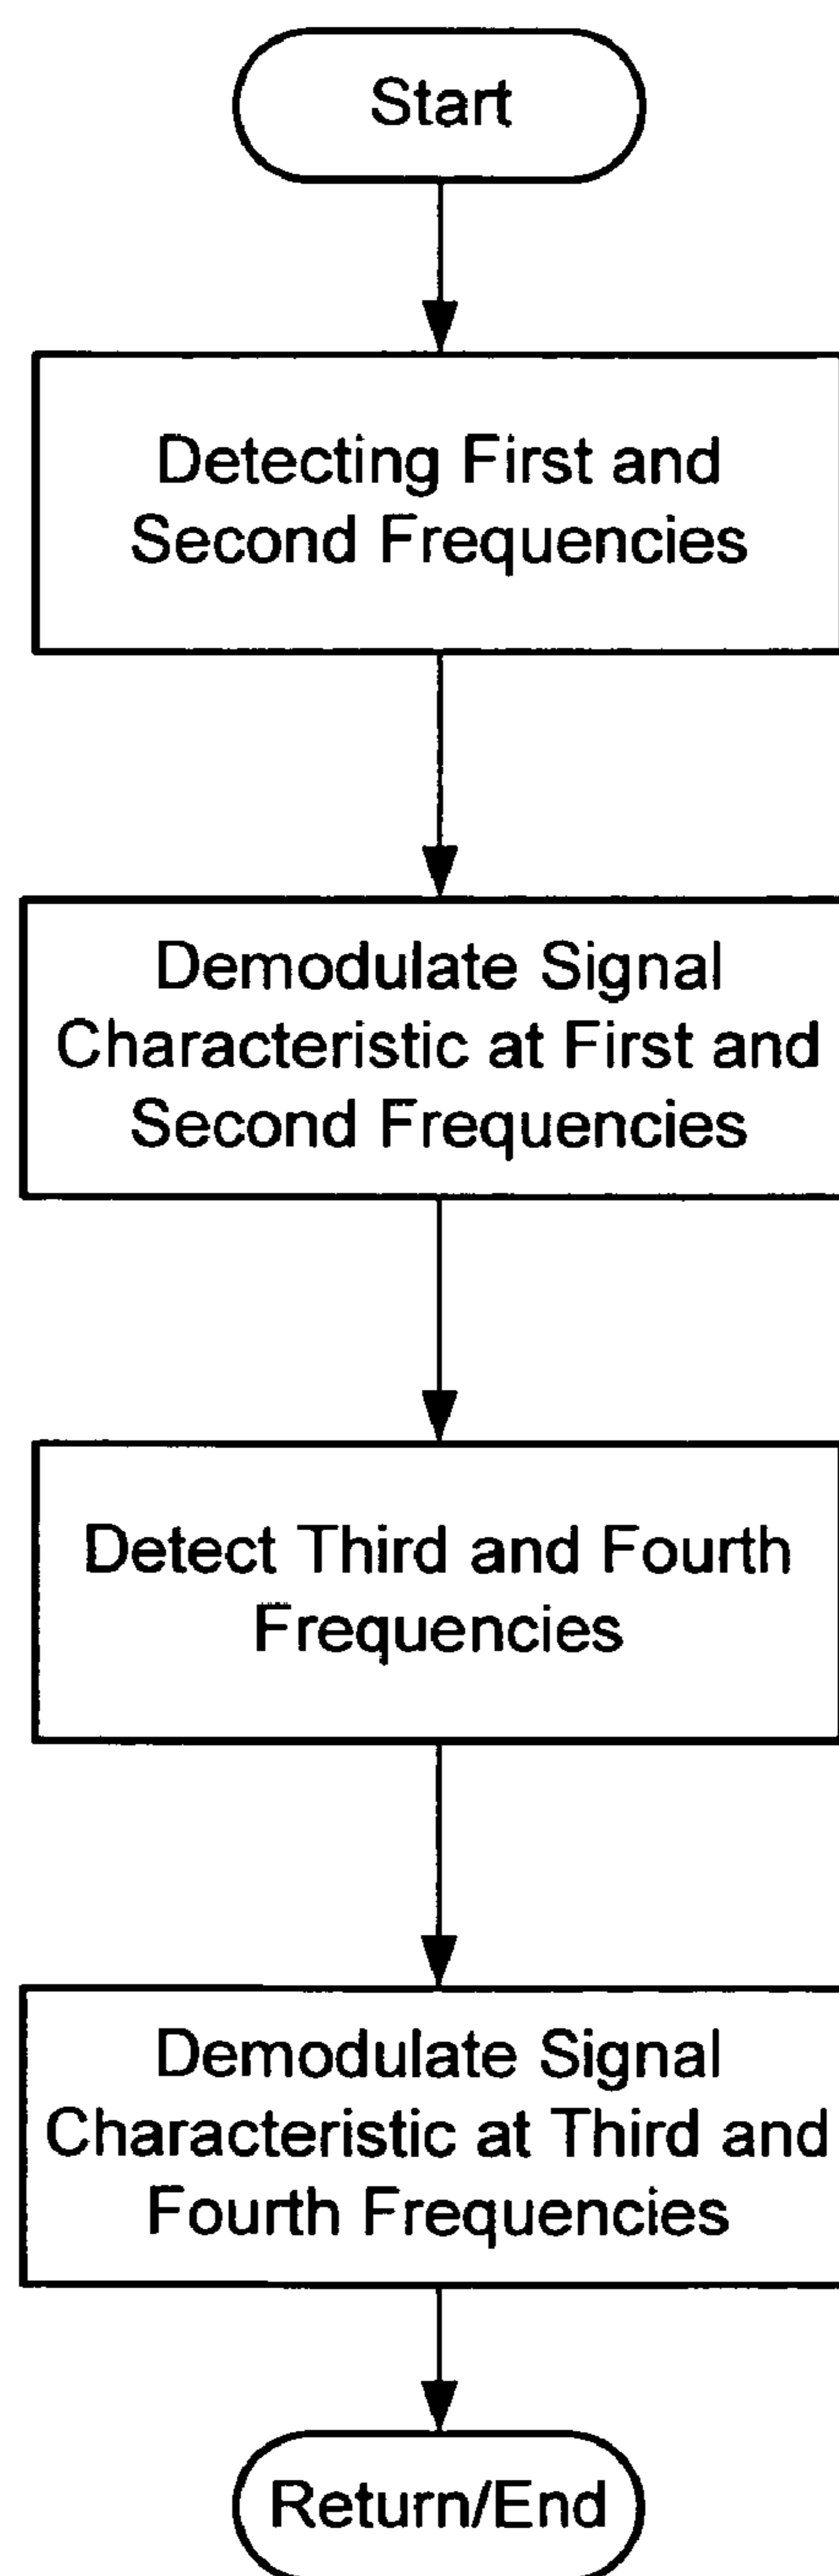 Start
Detecting First and
Second Frequencies
Demodulate Signal
Characteristic at First and
Second Frequencies
Detect Third and Fourth
Frequencies
Demodulate Signal
Characteristic at Third and
Fourth Frequencies
Return/End